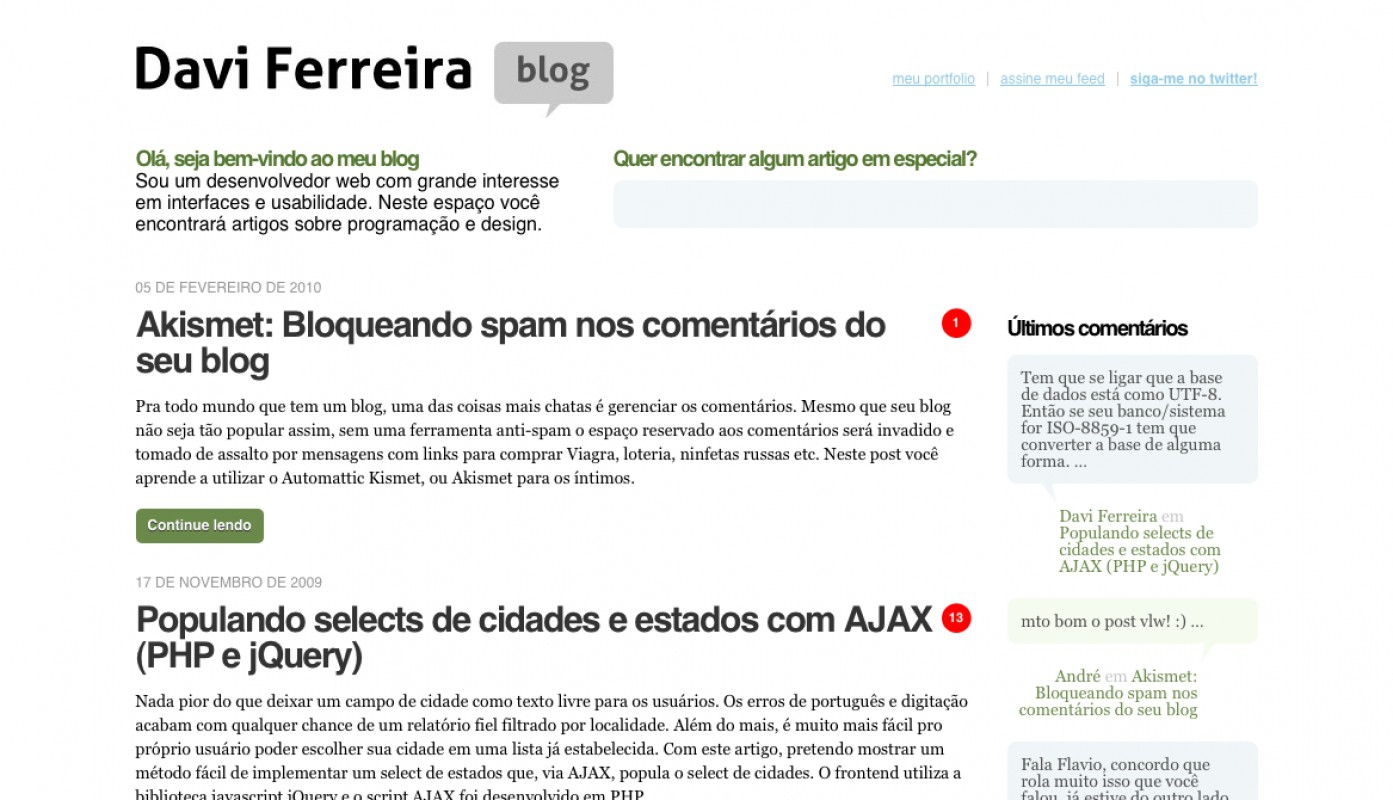 Davi Ferreira blog
meu portfolio | assine meu feed | siga-me no twitter!
Olá, seja bem-vindo ao meu blog
Sou um desenvolvedor web com grande interesse
em interfaces e usabilidade. Neste espaço você
encontrará artigos sobre programação e design.
Quer encontrar algum artigo em especial?
05 DE FEVEREIRO DE 2010
Akismet: Bloqueando spam nos comentários do
seu blog
1
Pra todo mundo que tem um blog, uma das coisas mais chatas é gerenciar os comentários. Mesmo que seu blog
não seja tão popular assim, sem uma ferramenta anti-spam o espaço reservado aos comentários será invadido e
tomado de assalto por mensagens com links para comprar Viagra, loteria, ninfetas russas etc. Neste post você
aprende a utilizar o Automattic Kismet, ou Akismet para os íntimos.
Continue lendo
17 DE NOVEMBRO DE 2009
Populando selects de cidades e estados com AJAX
(PHP e jQuery)
13
Nada pior do que deixar um campo de cidade como texto livre para os usuários. Os erros de português e digitação
acabam com qualquer chance de um relatório fiel filtrado por localidade. Além do mais, é muito mais fácil pro
próprio usuário poder escolher sua cidade em uma lista já estabelecida. Com este artigo, pretendo mostrar um
método fácil de implementar um select de estados que, via AJAX, popula o select de cidades. O frontend utiliza a
biblioteca javascript jQuery e o script AJAX foi desenvolvido em PHP.
Últimos comentários
Tem que se ligar que a base
de dados está como UTF-8.
Então se seu banco/sistema
for ISO-8859-1 tem que
converter a base de alguma
forma. ...
Davi Ferreira em
Populando selects de
cidades e estados com
AJAX (PHP e jQuery)
mto bom o post vlw! :) ...
André em Akismet:
Bloqueando spam nos
comentários do seu blog
Fala Flavio, concordo que
rola muito isso que você
falou, já estive do outro lado